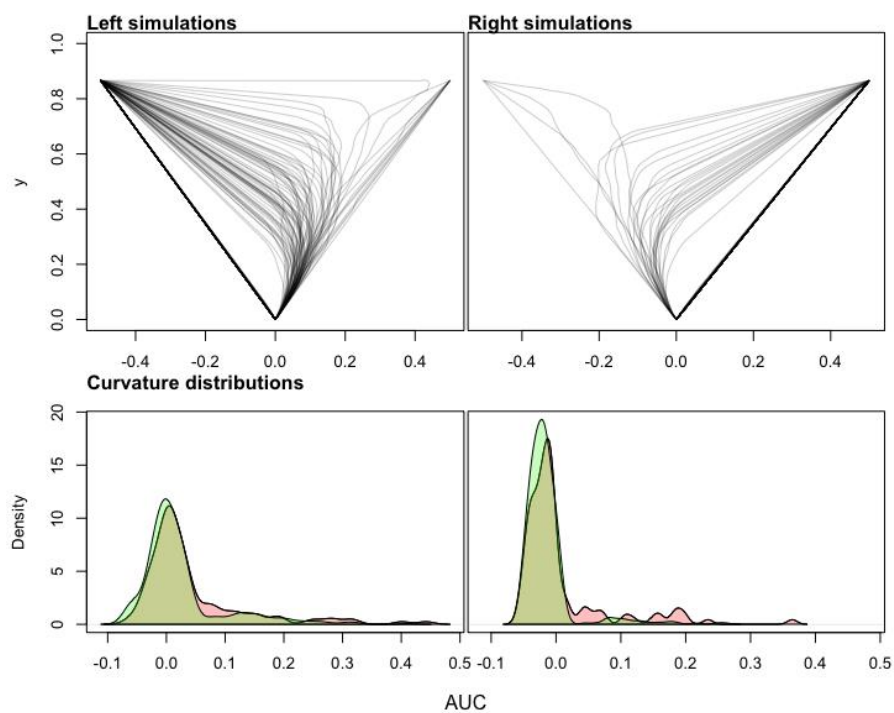 Left simulations
Right simulations
y
1.0
0.8
0.6
0.4
0.2
0.0
-0.4 -0.2 0.0 0.2 0.4
-0.4 -0.2 0.0 0.2 0.4
Curvature distributions
Density
20
15
10
5
0
-0.1 0.0 0.1 0.2 0.3 0.4 0.5
-0.1 0.0 0.1 0.2 0.3 0.4 0.5
AUC